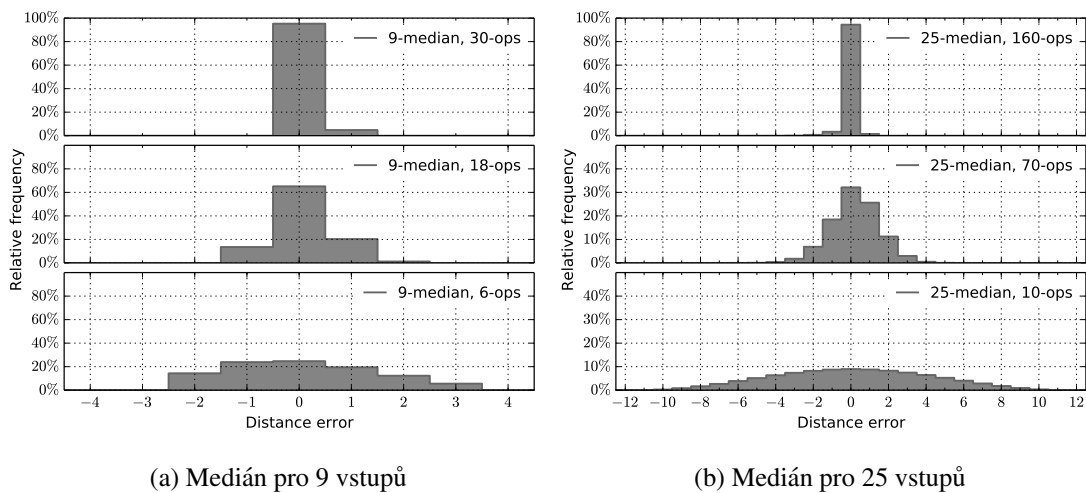 100%
80%
60%
40%
20%
0%
9-median, 30-ops
80%
60%
40%
20%
0%
9-median, 18-ops
80%
60%
40%
20%
0%
9-median, 6-ops
−4 −3 −2 −1 0 1 2 3 4
Distance error
Relative frequency
100%
80%
60%
40%
20%
0%
25-median, 160-ops
40%
30%
20%
10%
0%
25-median, 70-ops
40%
30%
20%
10%
0%
25-median, 10-ops
−12 −10 −8 −6 −4 −2 0 2 4 6 8 10 12
Distance error
Relative frequency
(a) Medián pro 9 vstupů
(b) Medián pro 25 vstupů